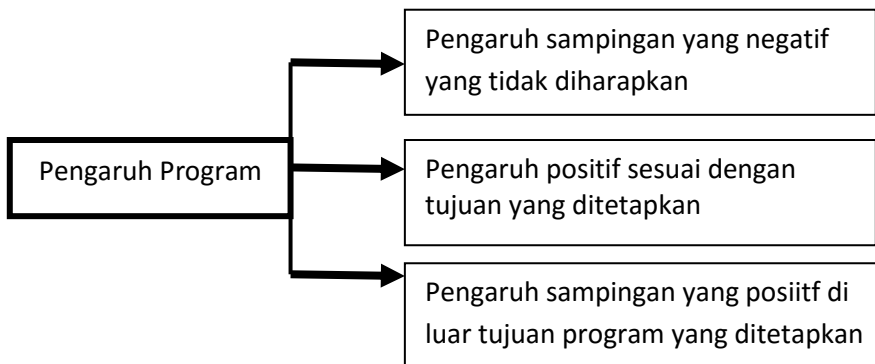 Pengaruh sampingan yang negatif
yang tidak diharapkan
Pengaruh Program
Pengaruh positif sesuai dengan
tujuan yang ditetapkan
Pengaruh sampingan yang posiitf di
luar tujuan program yang ditetapkan